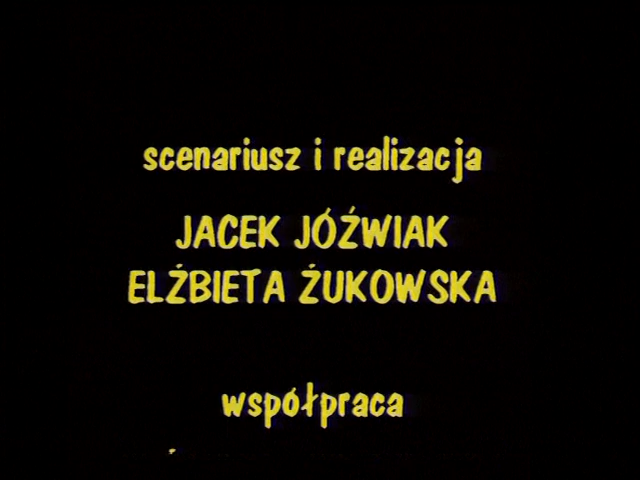 scenariusz i realizacja
JACEK JÓŹWIAK
ELŻBIETA ŻUKOWSKA
współpraca